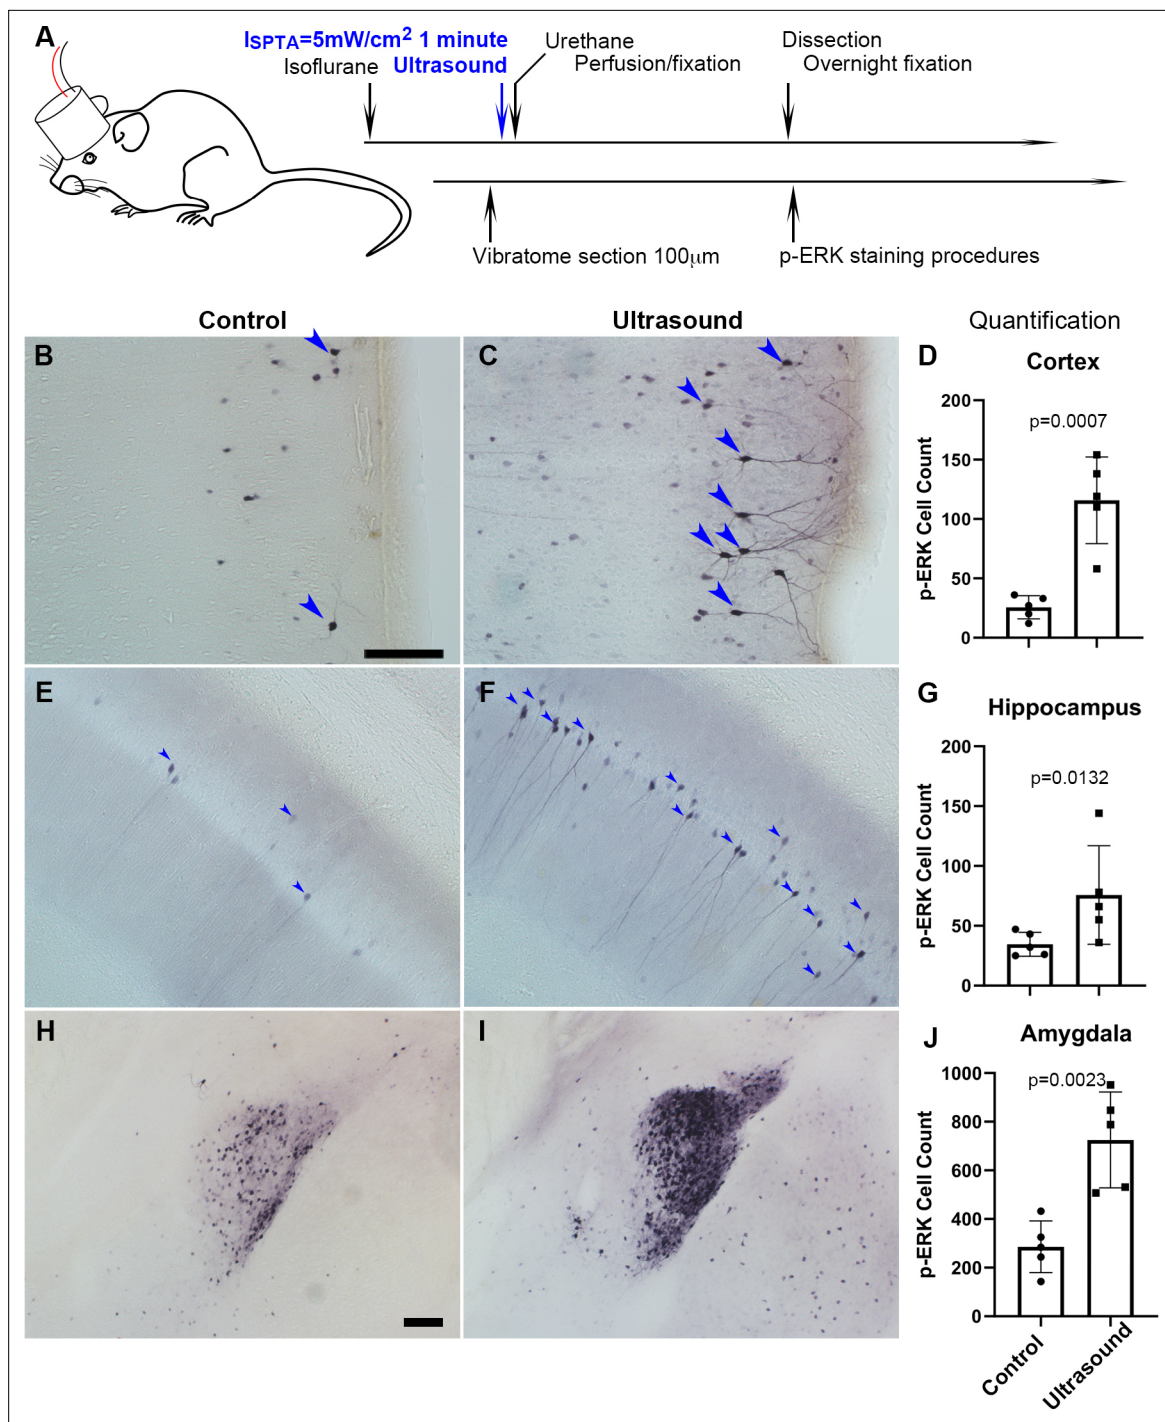 A
ISPTA=5mW/cm2 1 minute
Isoflurane Ultrasound
Urethane
Perfusion/fixation
Dissection
Overnight fixation
Vibratome section 100μm
p-ERK staining procedures
Control
Ultrasound
Quantification
B
C
D
Cortex
p=0.0007
p-ERK Cell Count
200
150
100
50
0
E
F
G
Hippocampus
p=0.0132
p-ERK Cell Count
200
150
100
50
0
H
I
J
Amygdala
p=0.0023
p-ERK Cell Count
1000
800
600
400
200
0
Control
Ultrasound